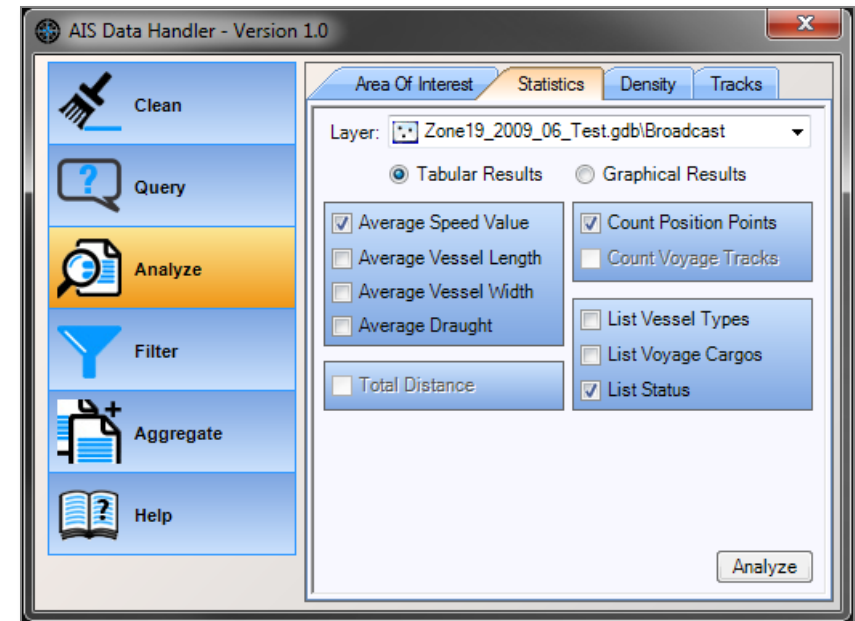 AIS Data Handler - Version 1.0
Clean
Query
Analyze
Filter
Aggregate
Help
Area Of Interest Statistics Density Tracks
Layer: Zone19_2009_06_Test.gdb\Broadcast
Tabular Results Graphical Results
Average Speed Value
Average Vessel Length
Average Vessel Width
Average Draught
Total Distance
Count Position Points
Count Voyage Tracks
List Vessel Types
List Voyage Cargos
List Status
Analyze